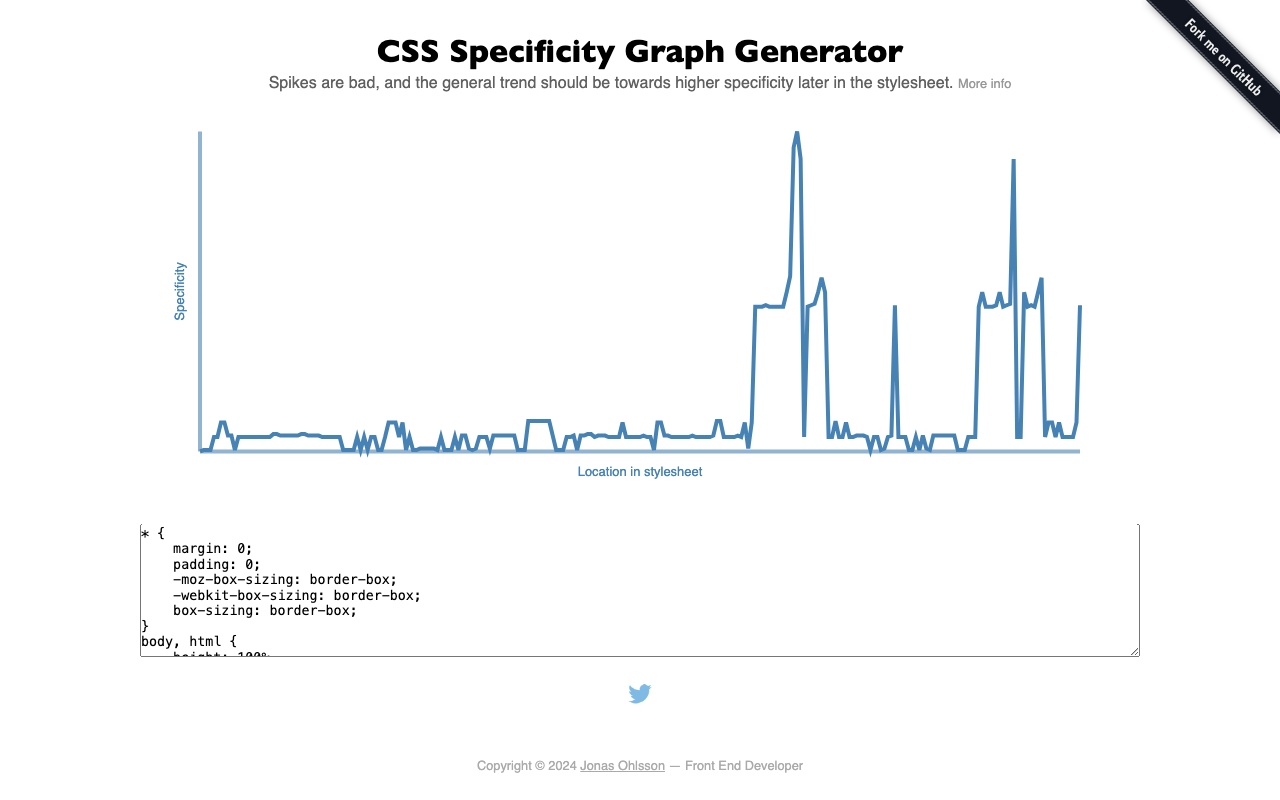 Fork me on GitHub
CSS Specificity Graph Generator
Spikes are bad, and the general trend should be towards higher specificity later in the stylesheet. More info
Specificity
Location in stylesheet
* {
    margin: 0;
    padding: 0;
    -moz-box-sizing: border-box;
    -webkit-box-sizing: border-box;
    box-sizing: border-box;
}
body, html {
    height: 100%
Copyright © 2024 Jonas Ohlsson — Front End Developer